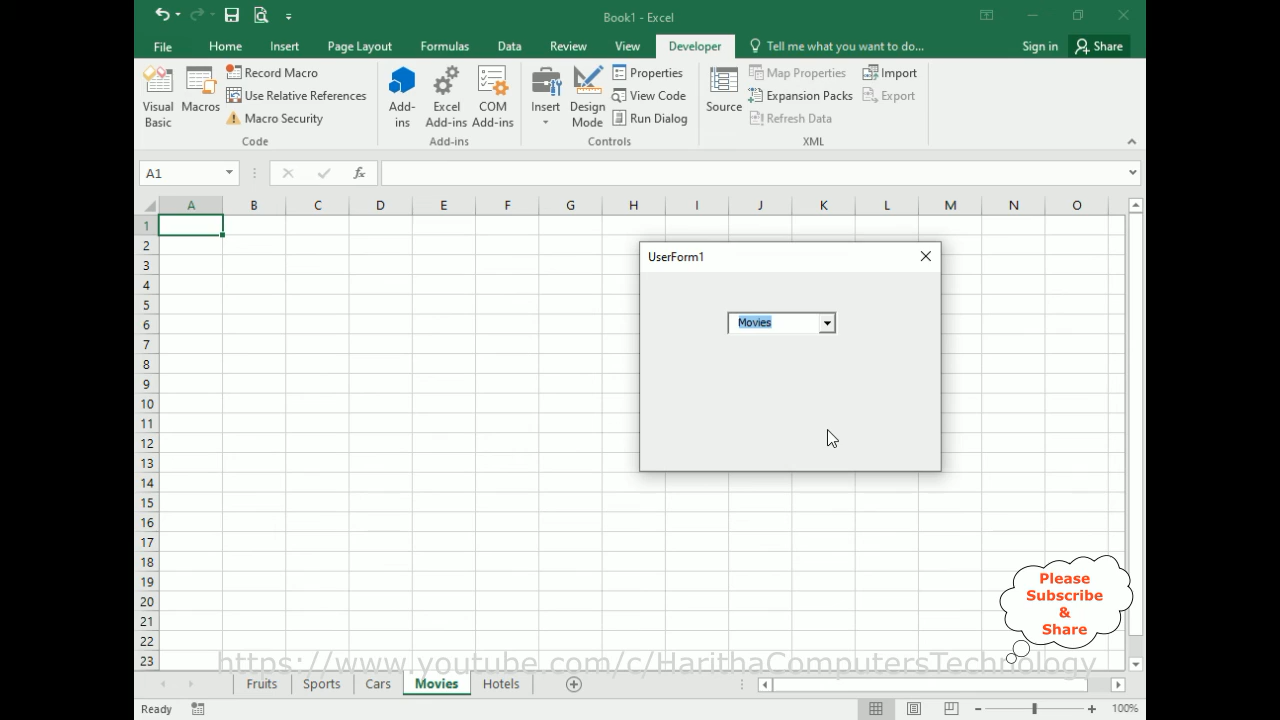 Book1 - Excel
File Home Insert Page Layout Formulas Data Review View Developer Tell me what you want to do... Sign in Share
Visual Basic
Macros
Record Macro
Use Relative References
Macro Security
Code
Add-ins
Excel Add-ins
COM Add-ins
Add-ins
Insert
Design Mode
Properties
View Code
Run Dialog
Controls
Source
Map Properties
Expansion Packs
Refresh Data
Import
Export
XML
A1 fx
A B C D E F G H I J K L M N O
1
2
3
4
5
6
7
8
9
10
11
12
13
14
15
16
17
18
19
20
21
22
23
UserForm1
Movies
Please
Subscribe
&
Share
https://www.youtube.com/c/HarithaComputersTechnology
Fruits Sports Cars Movies Hotels
Ready 100%